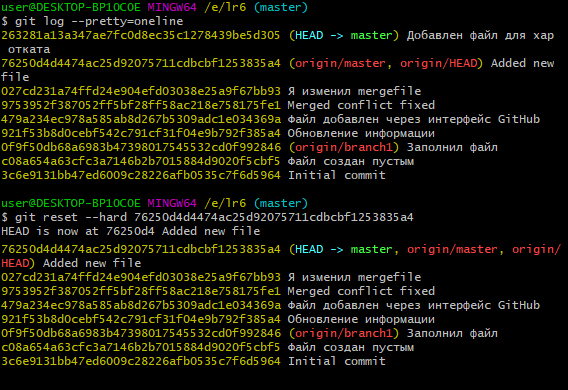 user@DESKTOP-BP1OCOE MINGW64 /e/lr6 (master)
$ git log --pretty=oneline
263281a13a347ae7fc0d8ec35c1278439be5d305 (HEAD -> master) Добавлен файл для хар
отката
76250d4d4474ac25d92075711cdbcbf1253835a4 (origin/master, origin/HEAD) Added new
file
027cd231a74ffd24e904efd03038e25a9f67bb93 Я изменил mergefile
9753952f387052ff5bf28ff58ac218e758175fe1 Merged conflict fixed
479a234ec978a585ab8d267b5309adc1e034369a Файл добавлен через интерфейс GitHub
921f53b8d0cebf542c791cf31f04e9b792f385a4 Обновление информации
0f9f50db68a6983b47398017545532cd0f992846 (origin/branch1) Заполнил файл
c08a654a63cfc3a7146b2b7015884d9020f5cbf5 Файл создан пустым
3c6e9131bb47ed6009c28226afb0535c7f6d5964 Initial commit
user@DESKTOP-BP1OCOE MINGW64 /e/lr6 (master)
$ git reset --hard 76250d4d4474ac25d92075711cdbcbf1253835a4
HEAD is now at 76250d4 Added new file
76250d4d4474ac25d92075711cdbcbf1253835a4 (HEAD -> master, origin/master, origin/
HEAD) Added new file
027cd231a74ffd24e904efd03038e25a9f67bb93 Я изменил mergefile
9753952f387052ff5bf28ff58ac218e758175fe1 Merged conflict fixed
479a234ec978a585ab8d267b5309adc1e034369a Файл добавлен через интерфейс GitHub
921f53b8d0cebf542c791cf31f04e9b792f385a4 Обновление информации
0f9f50db68a6983b47398017545532cd0f992846 (origin/branch1) Заполнил файл
c08a654a63cfc3a7146b2b7015884d9020f5cbf5 Файл создан пустым
3c6e9131bb47ed6009c28226afb0535c7f6d5964 Initial commit